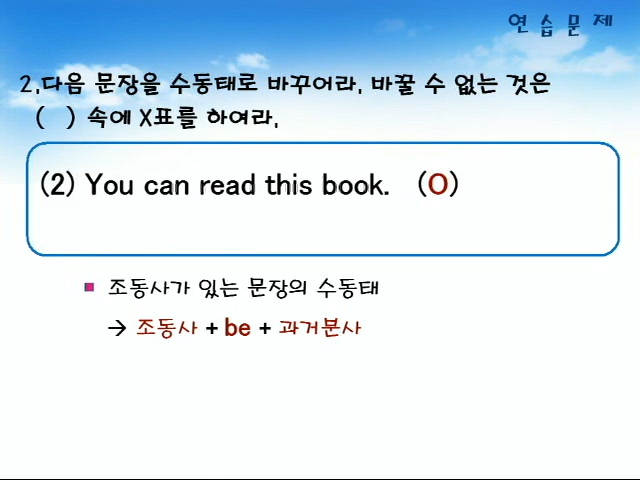 연 습 문 제
2.다음 문장을 수동태로 바꾸어라. 바꿀 수 없는 것은
( ) 속에 X표를 하여라.
(2) You can read this book. (O)
■ 조동사가 있는 문장의 수동태
→ 조동사 + be + 과거분사